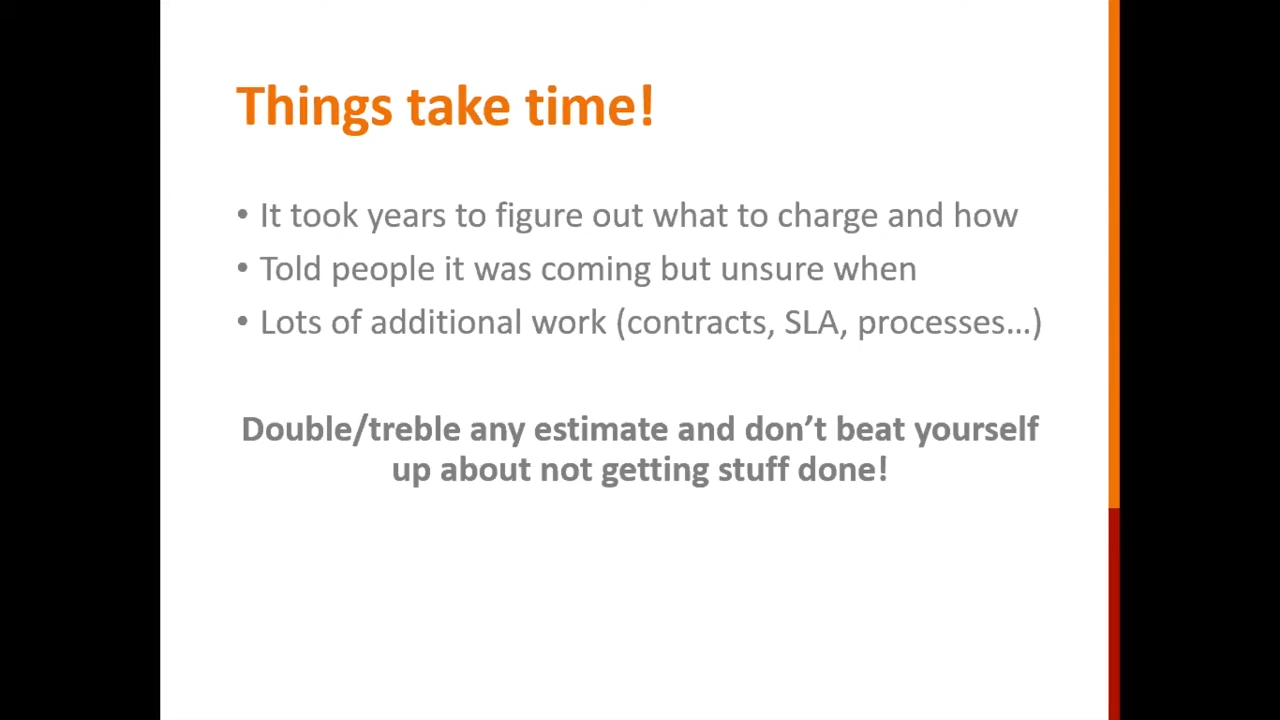 Things take time!
• It took years to figure out what to charge and how
• Told people it was coming but unsure when
• Lots of additional work (contracts, SLA, processes…)
Double/treble any estimate and don’t beat yourself
up about not getting stuff done!